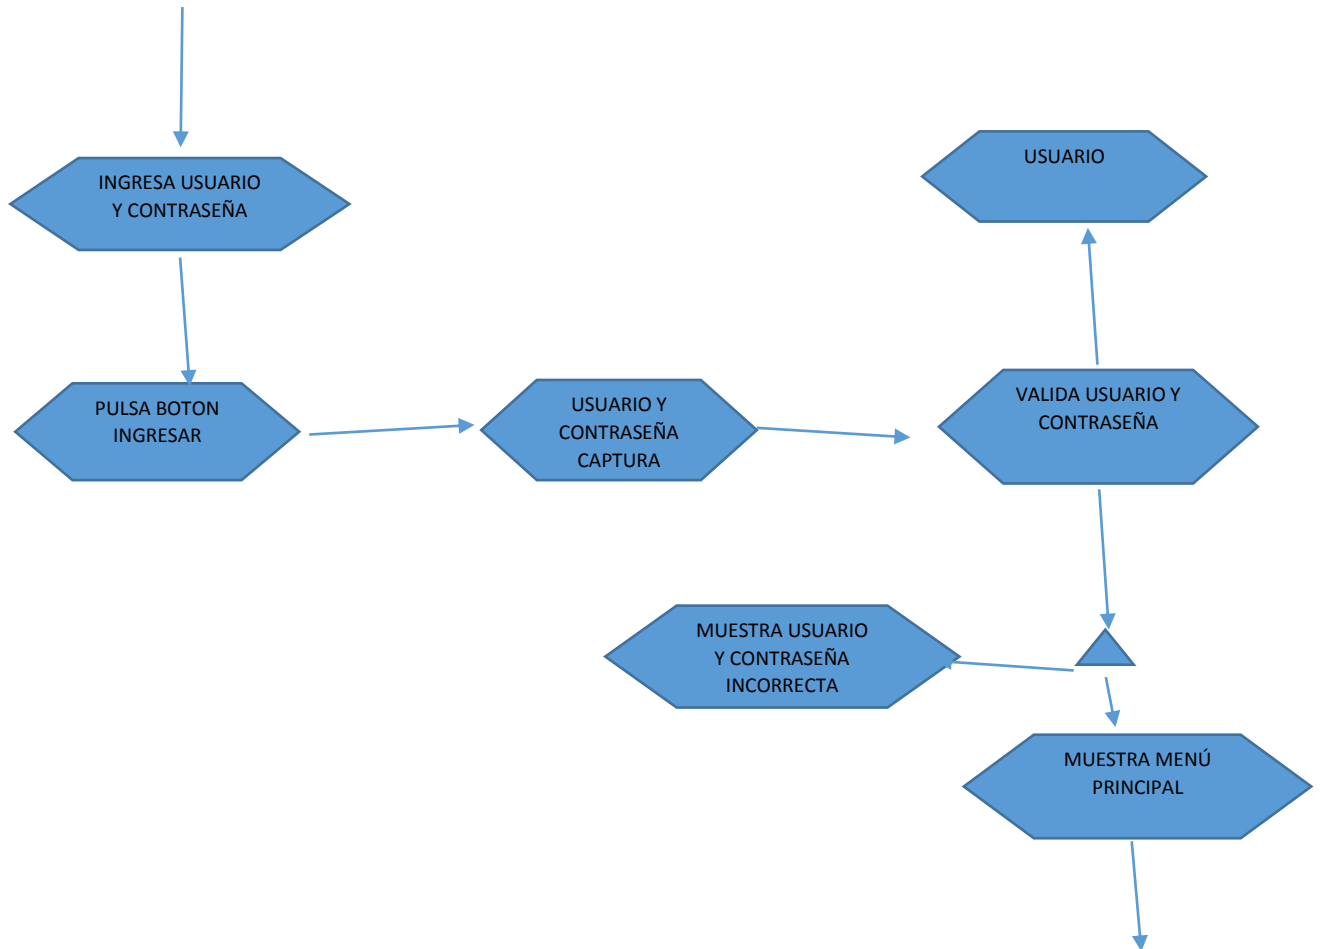 INGRESA USUARIO
Y CONTRASEÑA
USUARIO
PULSA BOTON
INGRESAR
USUARIO Y
CONTRASEÑA
CAPTURA
VALIDA USUARIO Y
CONTRASEÑA
MUESTRA USUARIO
Y CONTRASEÑA
INCORRECTA
MUESTRA MENÚ
PRINCIPAL